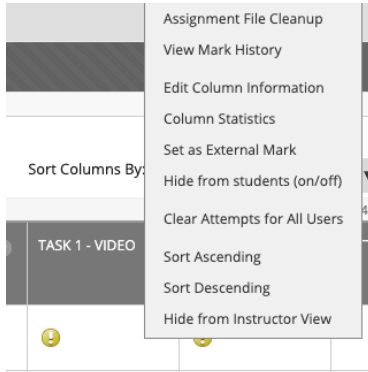 Assignment File Cleanup
View Mark History
Edit Column Information
Column Statistics
Set as External Mark
Sort Columns By:
Hide from students (on/off)
Clear Attempts for All Users
TASK 1 - VIDEO
Sort Ascending
Sort Descending
Hide from Instructor View